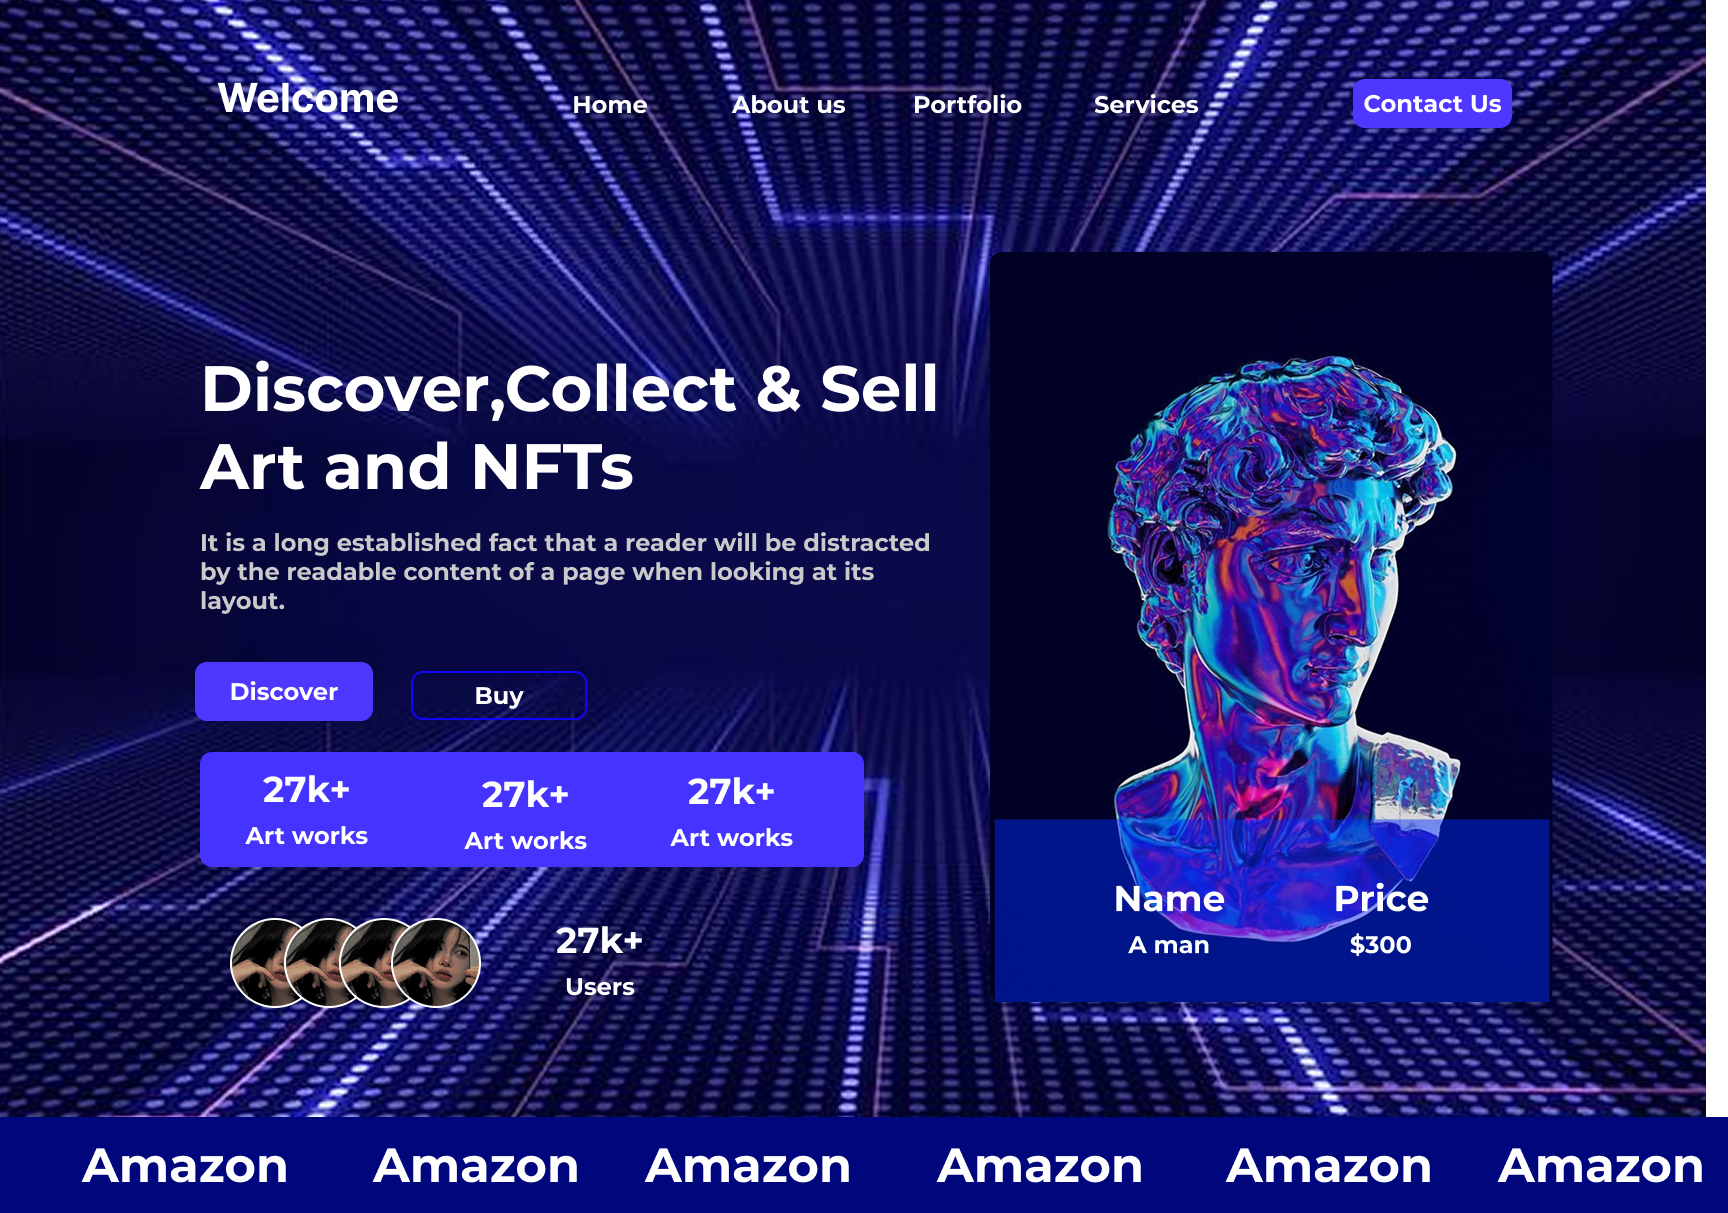 Welcome
Home
About us
Portfolio
Services
Contact Us
Discover,Collect & Sell
Art and NFTs
It is a long established fact that a reader will be distracted
by the readable content of a page when looking at its
layout.
Discover
Buy
27k+
Art works
27k+
Art works
27k+
Art works
27k+
Users
Name
A man
Price
$300
Amazon
Amazon
Amazon
Amazon
Amazon
Amazon